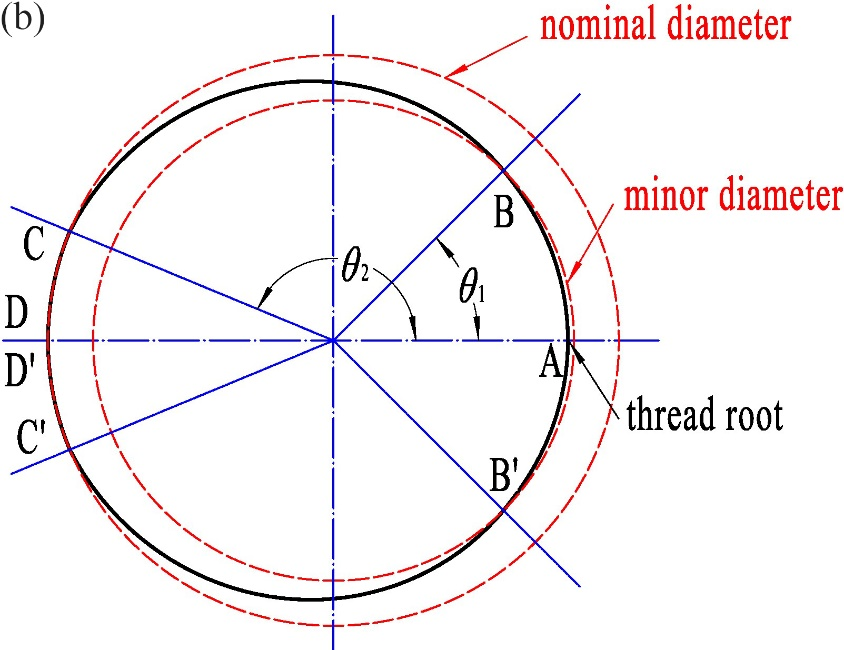 (b)
nominal diameter
B
minor diameter
C
θ2
θ1
D
A
D'
thread root
C'
B'